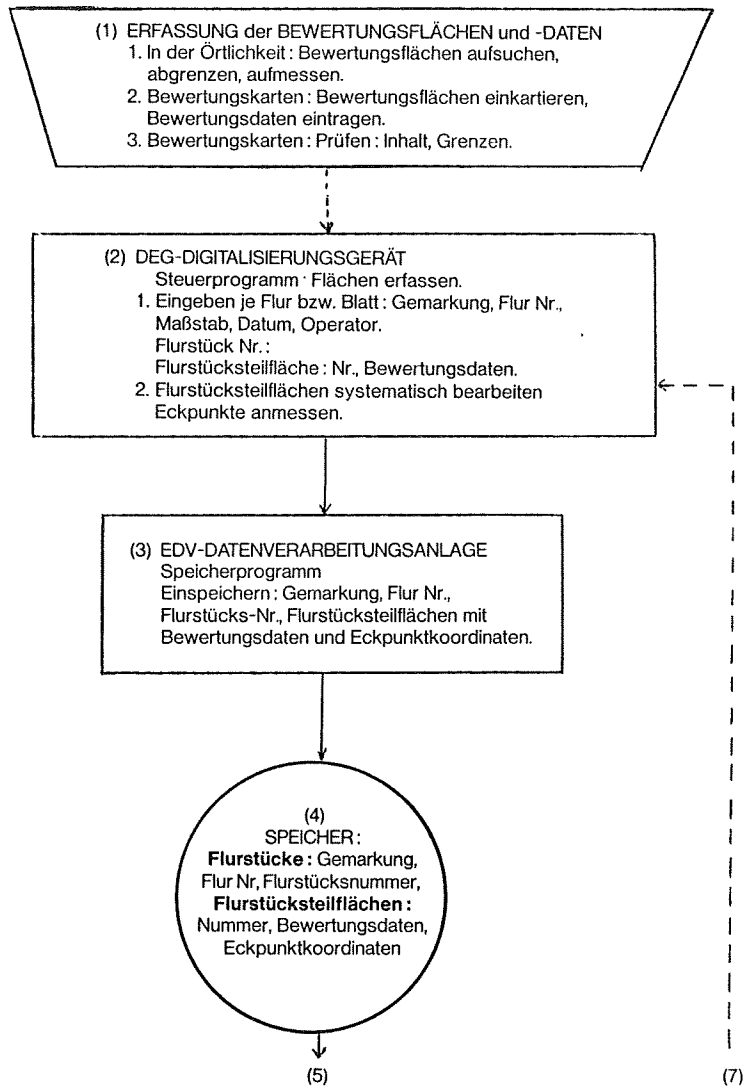 (1) ERFASSUNG der BEWERTUNGSFLÄCHEN und -DATEN
1. In der Örtlichkeit: Bewertungsflächen aufsuchen,
abgrenzen, aufmessen.
2. Bewertungskarten: Bewertungsflächen einkartieren,
Bewertungsdaten eintragen.
3. Bewertungskarten: Prüfen: Inhalt, Grenzen.
(2) DEG-DIGITALISIERUNGSGERÄT
Steuerprogramm · Flächen erfassen.
1. Eingeben je Flur bzw. Blatt: Gemarkung, Flur Nr.,
Maßstab, Datum, Operator.
Flurstück Nr.:
Flurstücksteilfläche: Nr., Bewertungsdaten.
2. Flurstücksteilflächen systematisch bearbeiten
Eckpunkte anmessen.
(3) EDV-DATENVERARBEITUNGSANLAGE
Speicherprogramm
Einspeichern: Gemarkung, Flur Nr.,
Flurstücks-Nr., Flurstücksteilflächen mit
Bewertungsdaten und Eckpunktkoordinaten.
(4)
SPEICHER:
Flurstücke: Gemarkung,
Flur Nr, Flurstücksnummer,
Flurstücksteilflächen:
Nummer, Bewertungsdaten,
Eckpunktkoordinaten
(5)
(7)